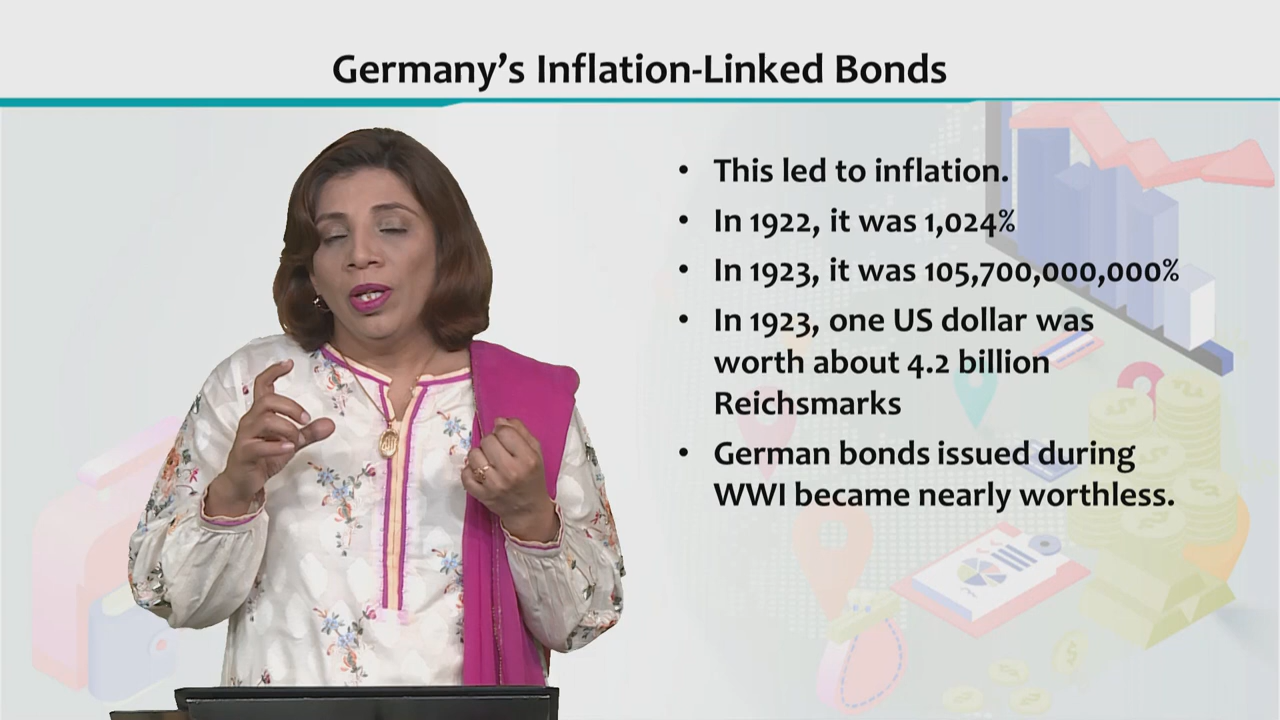 Germany’s Inflation-Linked Bonds
• This led to inflation.
• In 1922, it was 1,024%
• In 1923, it was 105,700,000,000%
• In 1923, one US dollar was
worth about 4.2 billion
Reichsmarks
• German bonds issued during
WWI became nearly worthless.